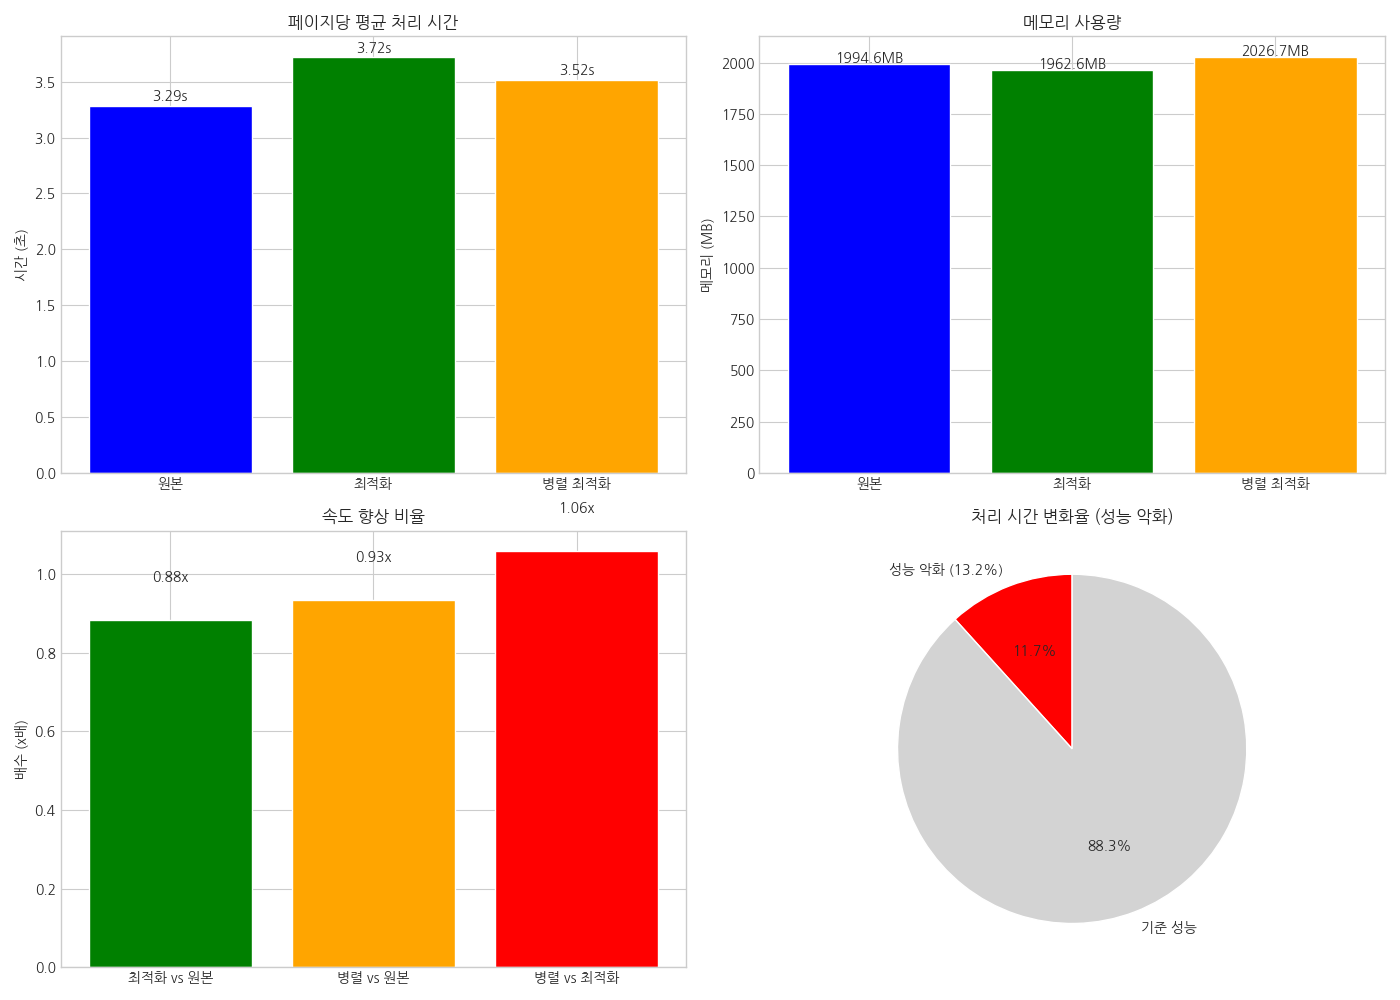 페이지당 평균 처리 시간
시간 (초)
3.5
3.0
2.5
2.0
1.5
1.0
0.5
0.0
3.29s
3.72s
3.52s
원본
최적화
병렬 최적화
메모리 사용량
메모리 (MB)
2000
1750
1500
1250
1000
750
500
250
0
1994.6MB
1962.6MB
2026.7MB
원본
최적화
병렬 최적화
속도 향상 비율
배수 (x배)
1.0
0.8
0.6
0.4
0.2
0.0
0.88x
0.93x
1.06x
최적화 vs 원본
병렬 vs 원본
병렬 vs 최적화
처리 시간 변화율 (성능 악화)
성능 악화 (13.2%)
11.7%
88.3%
기준 성능